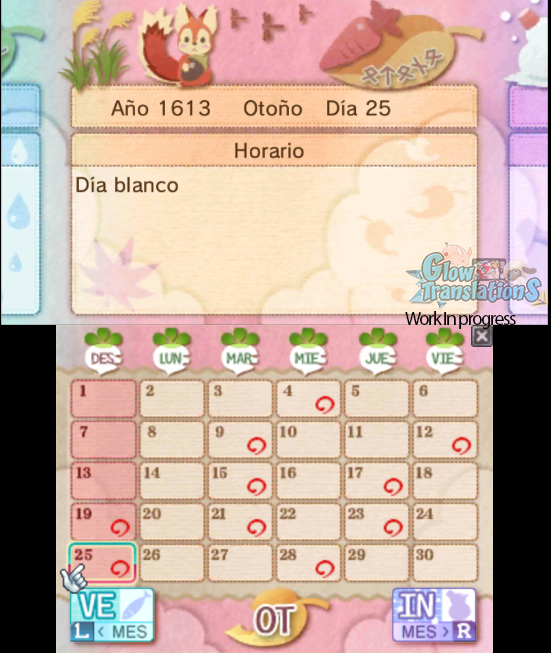 Año 1613 Otoño Día 25
Horario
Día blanco
Glow
Translations
Work In progress
DES LUN MAR MIE JUE VIE
1 2 3 4 5 6
7 8 9 10 11 12
13 14 15 16 17 18
19 20 21 22 23 24
25 26 27 28 29 30
VE OT IN
L < MES MES > R